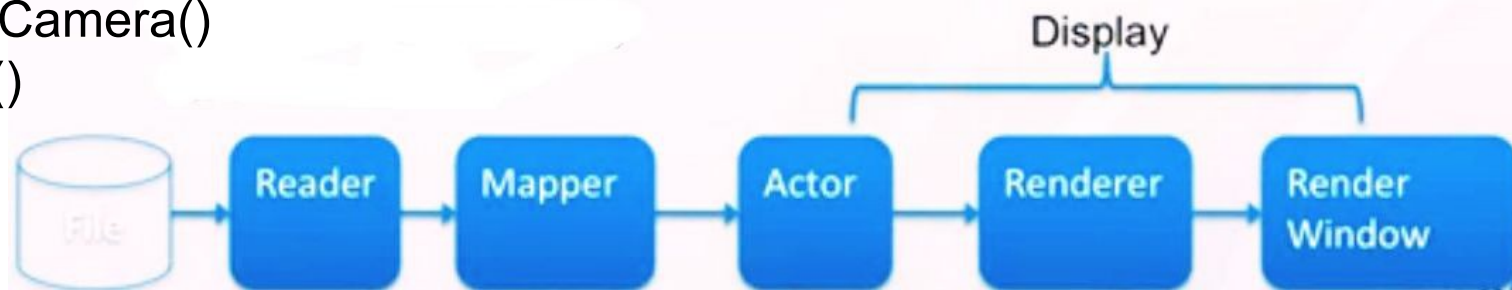 Camera()
()
Display
File
Reader
Mapper
Actor
Renderer
Render
Window